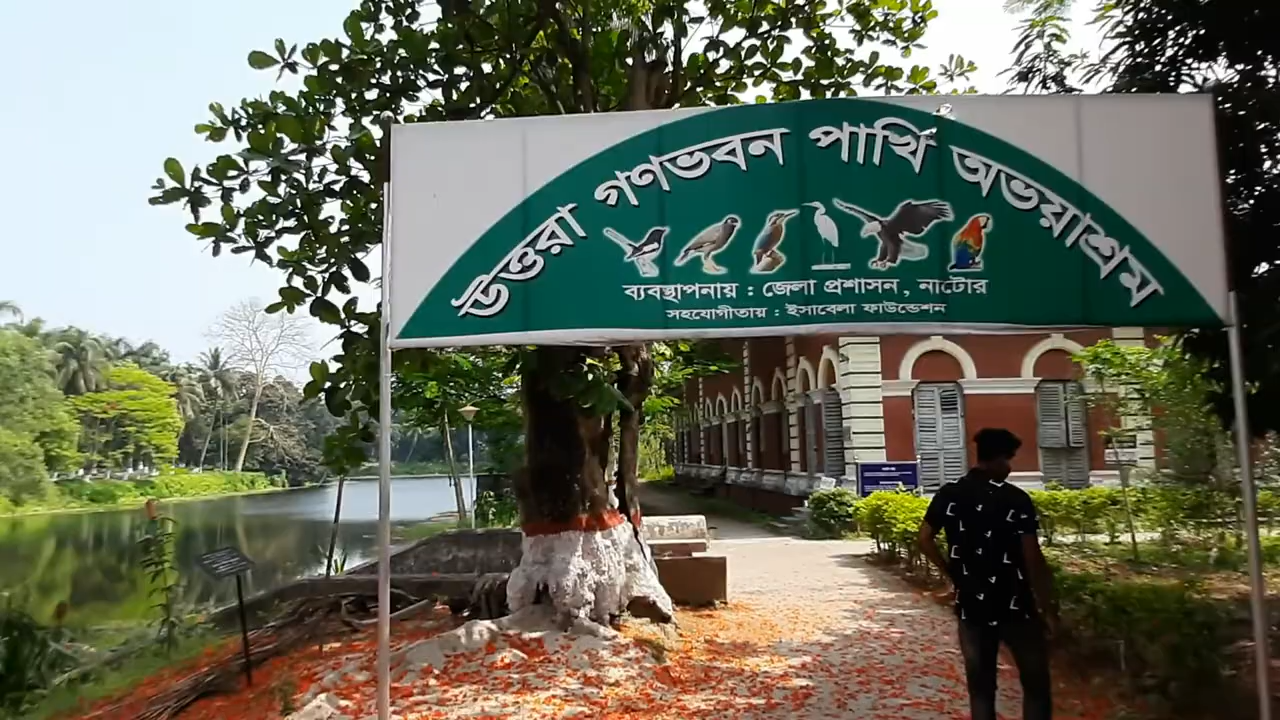 উত্তরা গণভবন পাখি অভয়াশ্রম
ব্যবস্থাপনায় : জেলা প্রশাসন, নাটোর
সহযোগীতায় : ইসাবেলা ফাউন্ডেশন